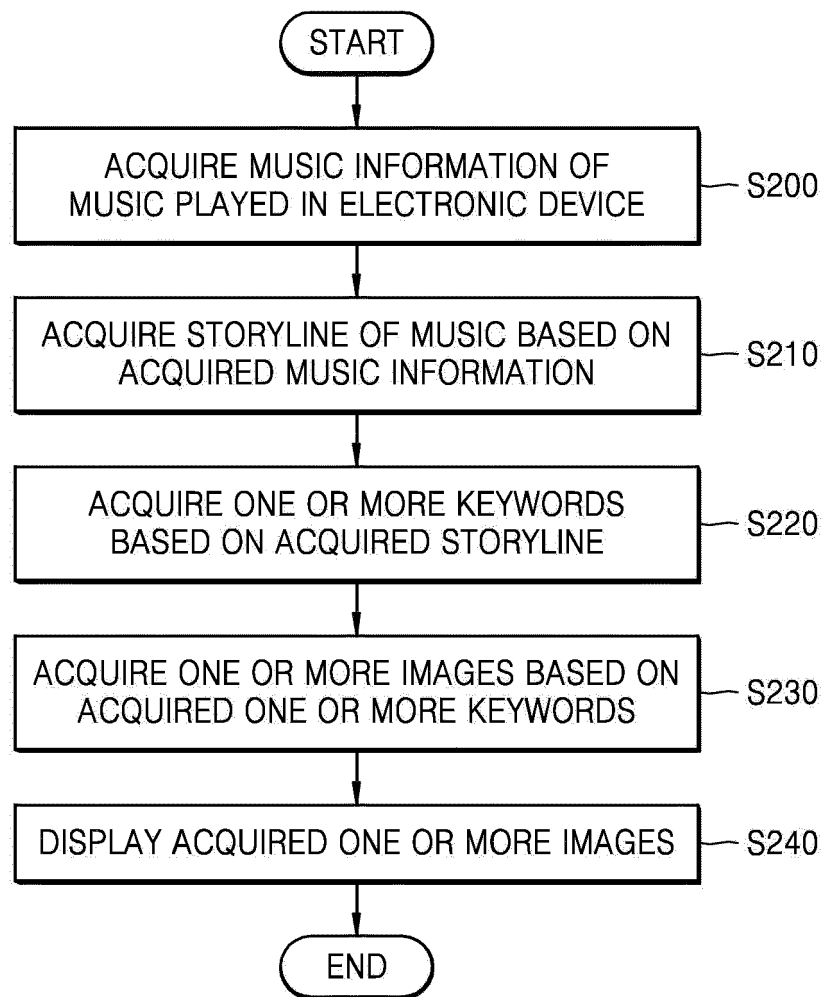 START
ACQUIRE MUSIC INFORMATION OF
MUSIC PLAYED IN ELECTRONIC DEVICE
S200
ACQUIRE STORYLINE OF MUSIC BASED ON
ACQUIRED MUSIC INFORMATION
S210
ACQUIRE ONE OR MORE KEYWORDS
BASED ON ACQUIRED STORYLINE
S220
ACQUIRE ONE OR MORE IMAGES BASED ON
ACQUIRED ONE OR MORE KEYWORDS
S230
DISPLAY ACQUIRED ONE OR MORE IMAGES
S240
END